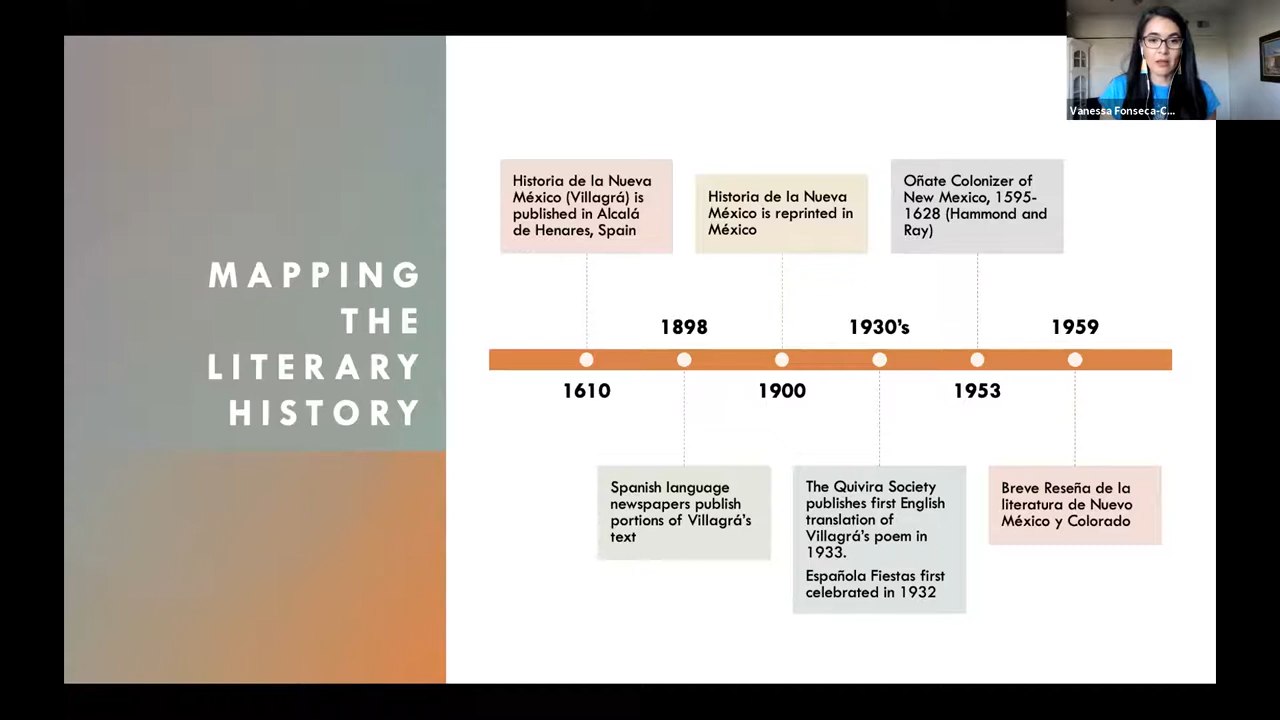 Vanessa Fonseca-C...
MAPPING
THE
LITERARY
HISTORY
Historia de la Nueva
México (Villagrá) is
published in Alcalá
de Henares, Spain
Historia de la Nueva
México is reprinted in
México
Oñate Colonizer of
New Mexico, 1595-
1628 (Hammond and
Ray)
1898
1930's
1959
1610
1900
1953
Spanish language
newspapers publish
portions of Villagrá's
text
The Quivira Society
publishes first English
translation of
Villagrá's poem in
1933.
Española Fiestas first
celebrated in 1932
Breve Reseña de la
literatura de Nuevo
México y Colorado